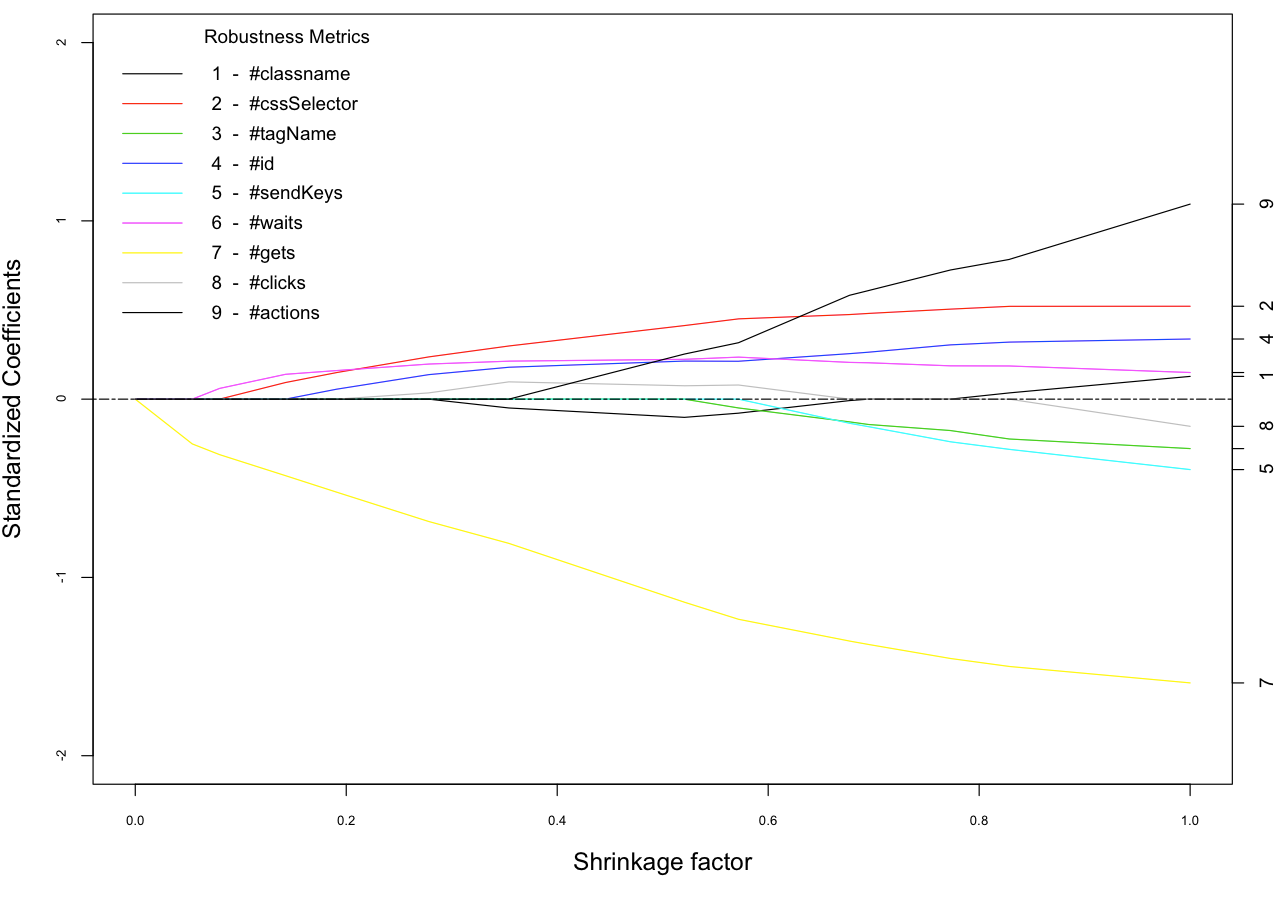 Robustness Metrics
1 - #classname
2 - #cssSelector
3 - #tagName
4 - #id
5 - #sendKeys
6 - #waits
7 - #gets
8 - #clicks
9 - #actions
Standardized Coefficients
2
1
0
-1
-2
9
2
4
1
8
5
7
0.0 0.2 0.4 0.6 0.8 1.0
Shrinkage factor